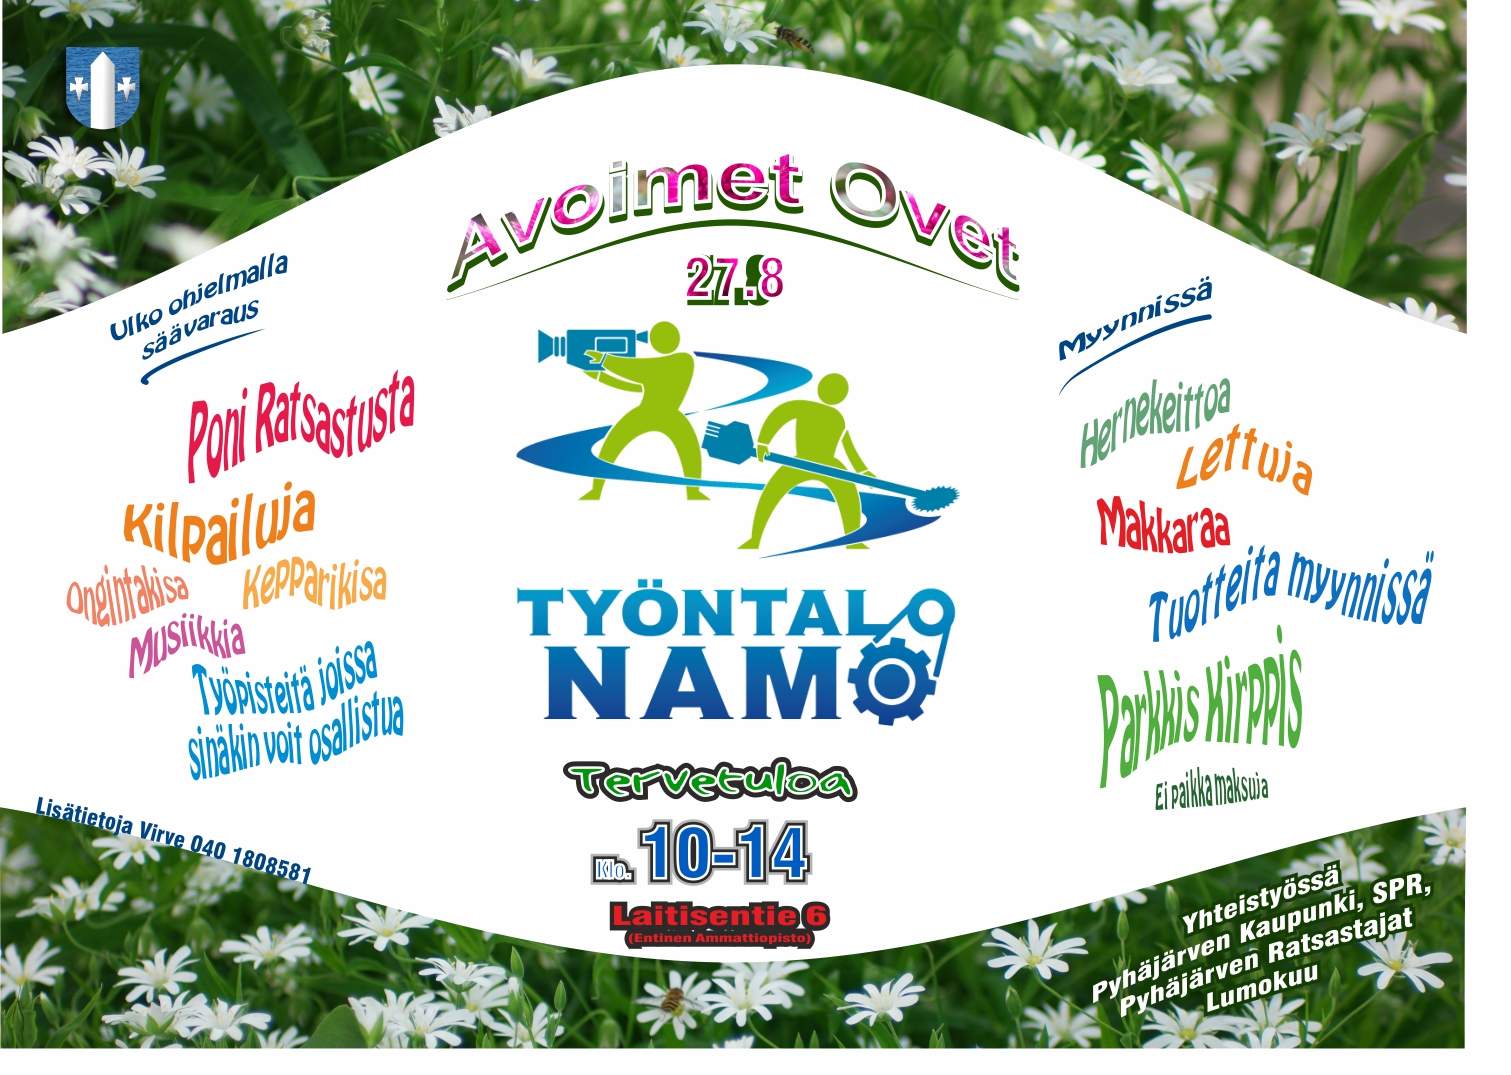 Avoimet Ovet
27.8
Ulko ohjelmalla
säävaraus
Poni Ratsastusta
Kilpailuja
Ongintakisa
Kepparikisa
Musiikkia
Työpisteitä joissa
sinäkin voit osallistua
Lisätietoja Virve 040 1808581
TYÖNTALO
NAMO
Tervetuloa
Klo. 10-14
Laitisentie 6
(Entinen Ammattiopisto)
Myynnissä
Hernekeittoa
Lettuja
Makkaraa
Tuotteita myynnissä
Parkkis Kirppis
Ei paikka maksuja
Yhteistyössä
Pyhäjärven Kaupunki, SPR,
Pyhäjärven Ratsastajat
Lumokuu